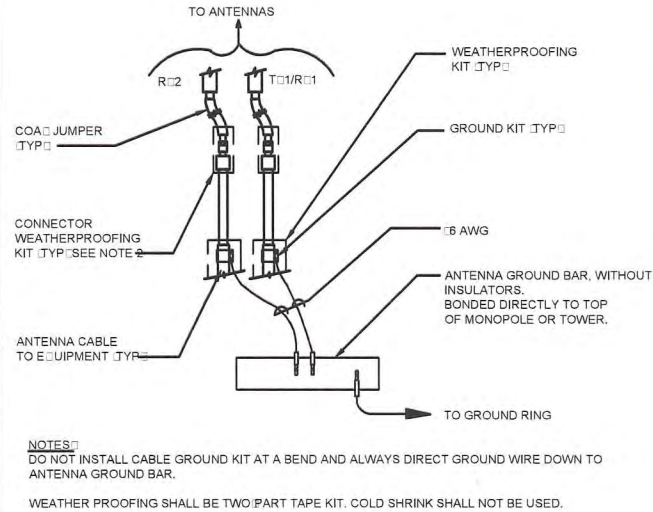 TO ANTENNAS
R□2
T□1/R□1
WEATHERPROOFING
KIT □TYP□
COA□ JUMPER
□TYP□
GROUND KIT □TYP□
CONNECTOR
WEATHERPROOFING
KIT □TYP□SEE NOTE 2
□6 AWG
ANTENNA GROUND BAR, WITHOUT
INSULATORS.
BONDED DIRECTLY TO TOP
OF MONOPOLE OR TOWER.
ANTENNA CABLE
TO E□UIPMENT □TYP□
TO GROUND RING
NOTES□
DO NOT INSTALL CABLE GROUND KIT AT A BEND AND ALWAYS DIRECT GROUND WIRE DOWN TO
ANTENNA GROUND BAR.
WEATHER PROOFING SHALL BE TWO□PART TAPE KIT. COLD SHRINK SHALL NOT BE USED.